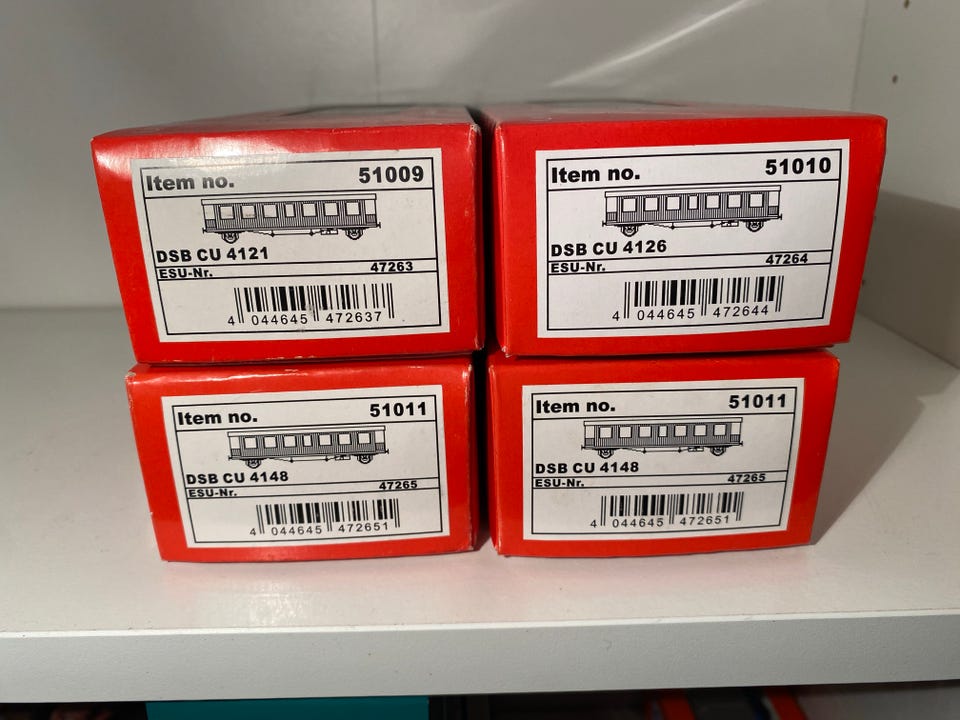 Item no. 51009
DSB CU 4121
ESU-Nr. 47263
4 044645 472637
Item no. 51010
DSB CU 4126
ESU-Nr. 47264
4 044645 472644
Item no. 51011
DSB CU 4148
ESU-Nr. 47265
4 044645 472651
Item no. 51011
DSB CU 4148
ESU-Nr. 47265
4 044645 472651